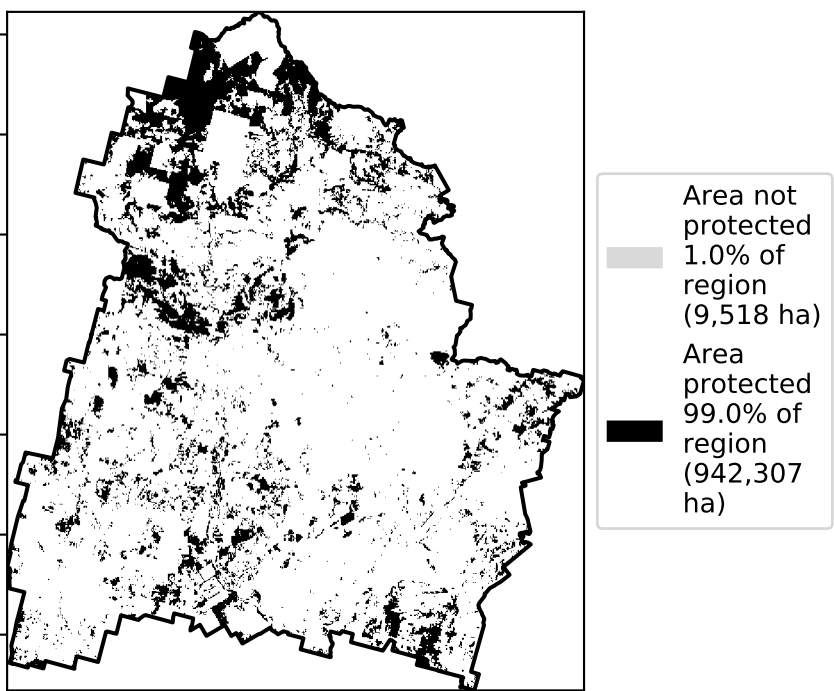 Area not
protected
1.0% of
region
(9,518 ha)
Area
protected
99.0% of
region
(942,307
ha)